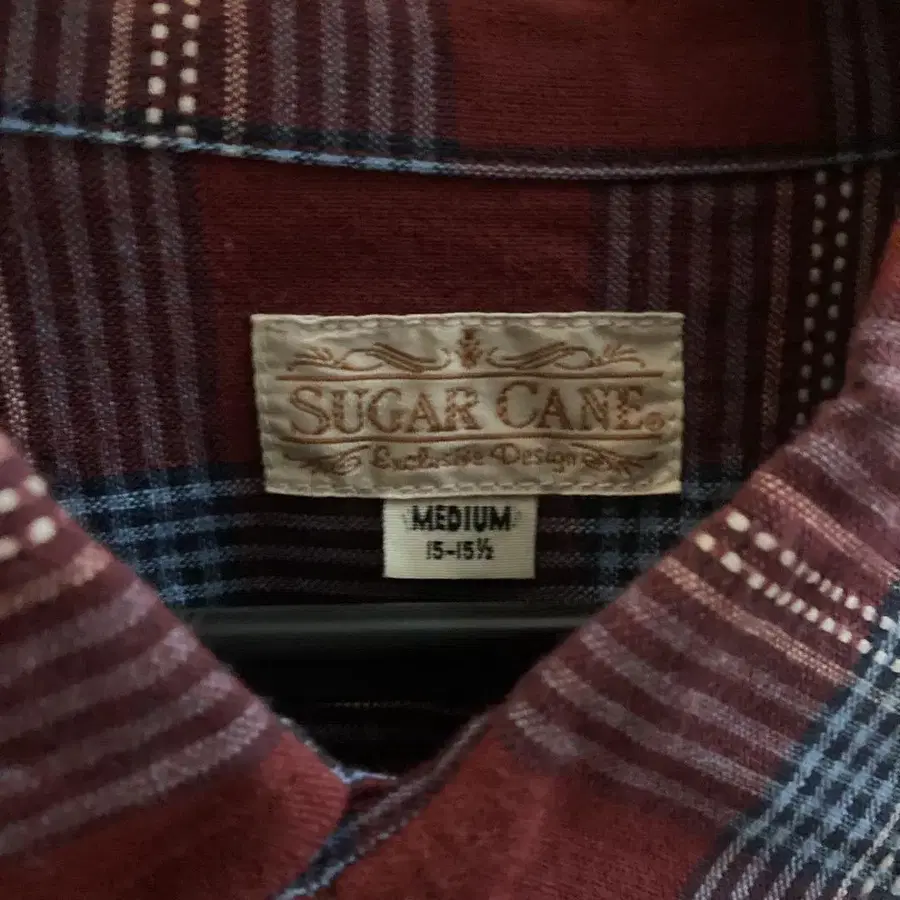 SUGAR CANE®
Exclusive Design
MEDIUM
15-15½